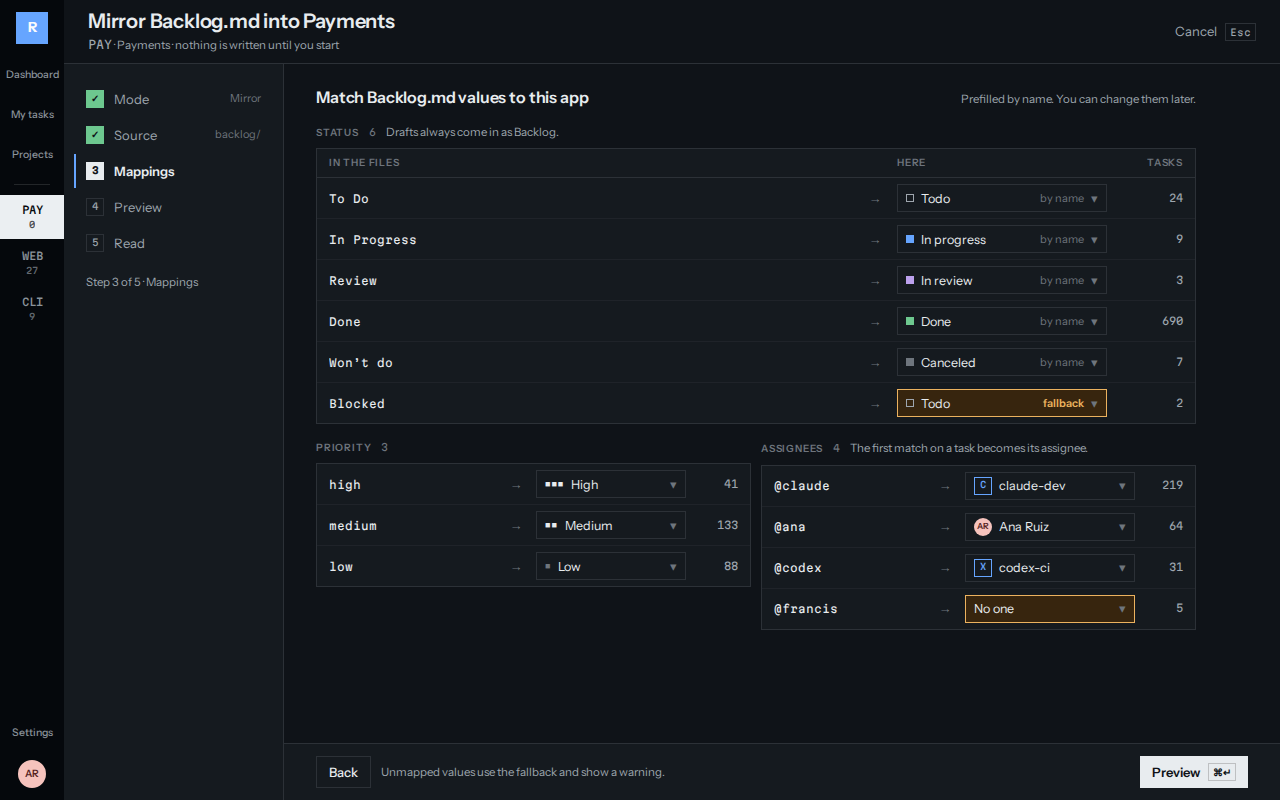 R
Mirror Backlog.md into Payments
PAY · Payments · nothing is written until you start
Cancel Esc
Dashboard
My tasks
Projects
PAY
0
WEB
27
CLI
9
Settings
AR
✓ Mode Mirror
✓ Source backlog/
3 Mappings
4 Preview
5 Read
Step 3 of 5 · Mappings
Match Backlog.md values to this app
Prefilled by name. You can change them later.
STATUS 6 Drafts always come in as Backlog.
IN THE FILES HERE TASKS
To Do → Todo by name ▾ 24
In Progress → In progress by name ▾ 9
Review → In review by name ▾ 3
Done → Done by name ▾ 690
Won't do → Canceled by name ▾ 7
Blocked → Todo fallback ▾ 2
PRIORITY 3
high → High ▾ 41
medium → Medium ▾ 133
low → Low ▾ 88
ASSIGNEES 4 The first match on a task becomes its assignee.
@claude → C claude-dev ▾ 219
@ana → AR Ana Ruiz ▾ 64
@codex → X codex-ci ▾ 31
@francis → No one ▾ 5
Back Unmapped values use the fallback and show a warning.
Preview ⌘↵